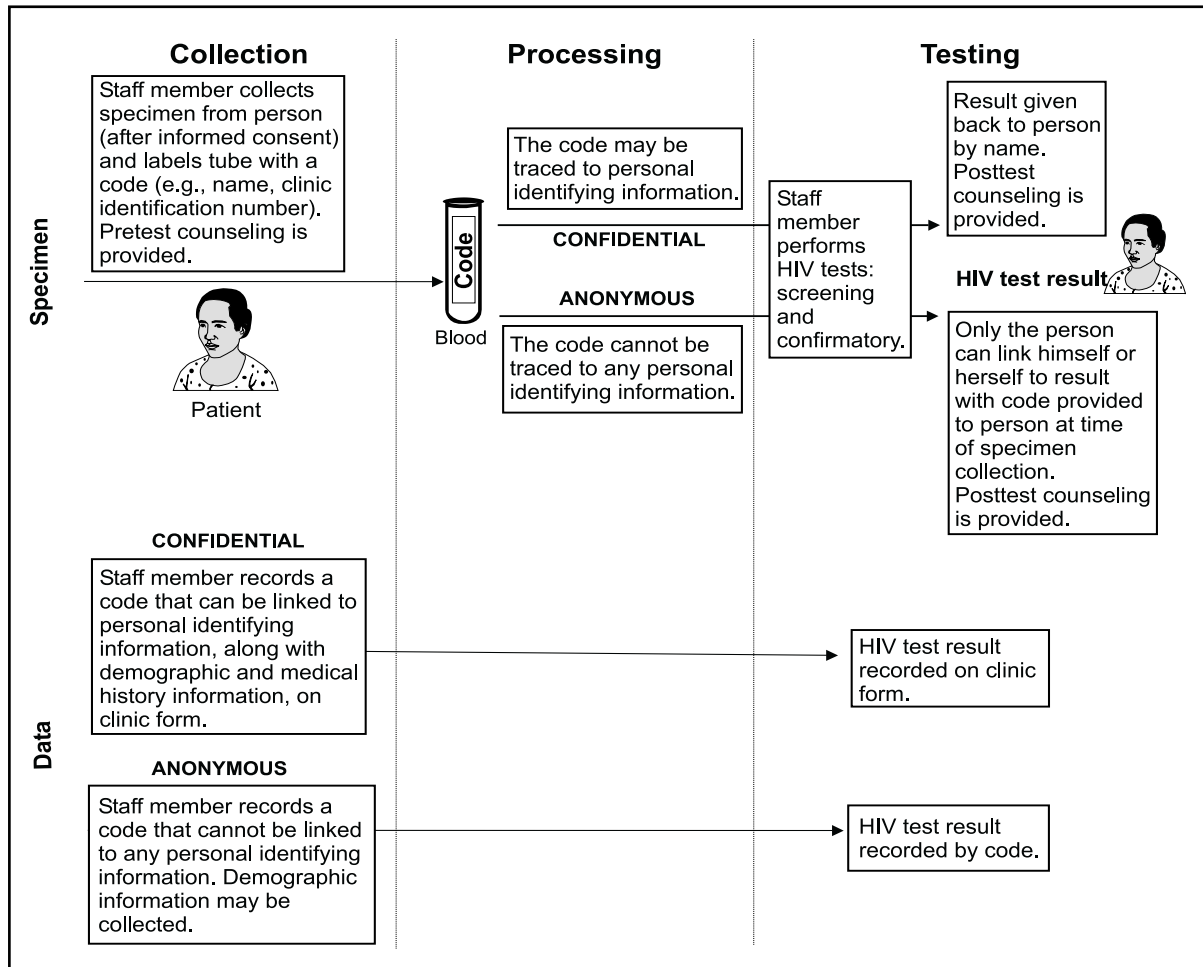 Collection
Processing
Testing
Specimen
Staff member collects
specimen from person
(after informed consent)
and labels tube with a
code (e.g., name, clinic
identification number).
Pretest counseling is
provided.
Patient
The code may be
traced to personal
identifying information.
CONFIDENTIAL
Code
Blood
ANONYMOUS
The code cannot be
traced to any personal
identifying information.
Staff
member
performs
HIV tests:
screening
and
confirmatory.
Result given
back to person
by name.
Posttest
counseling is
provided.
HIV test result
Only the person
can link himself or
herself to result
with code provided
to person at time
of specimen
collection.
Posttest counseling
is provided.
Data
CONFIDENTIAL
Staff member records a
code that can be linked to
personal identifying
information, along with
demographic and medical
history information, on
clinic form.
HIV test result
recorded on clinic
form.
ANONYMOUS
Staff member records a
code that cannot be linked
to any personal identifying
information. Demographic
information may be
collected.
HIV test result
recorded by code.